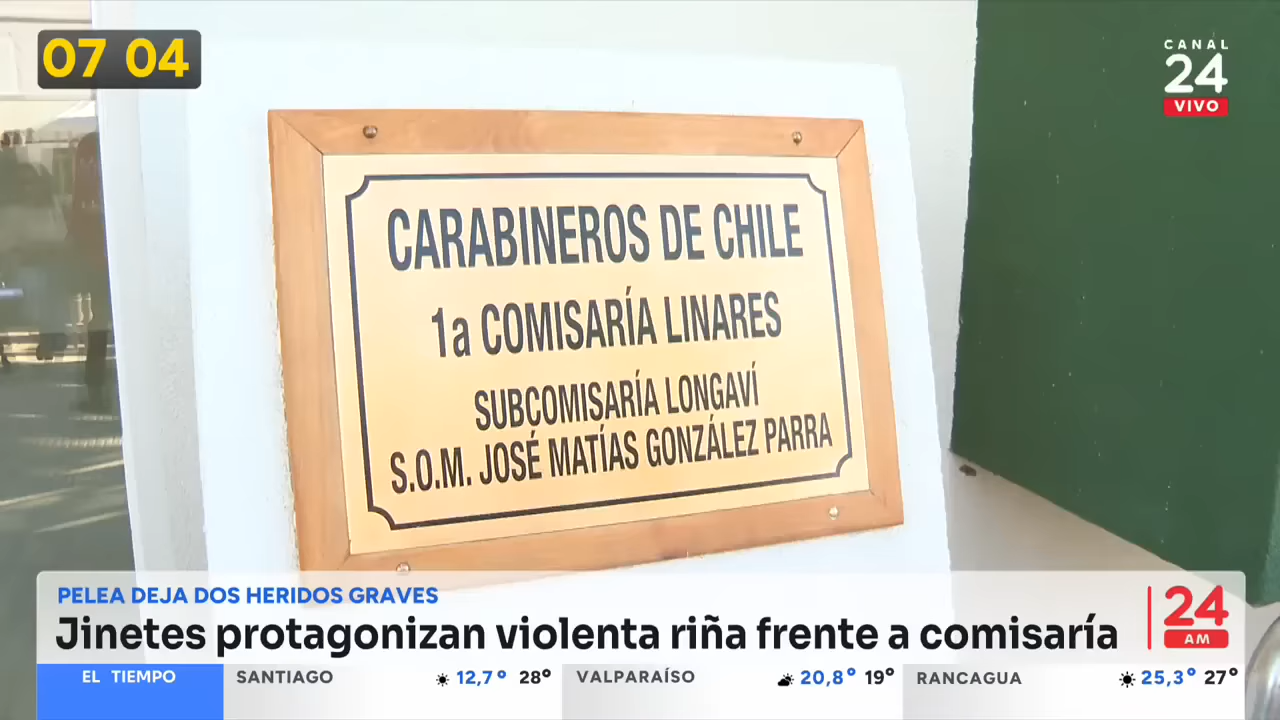 07 04
CANAL
24
VIVO
CARABINEROS DE CHILE
1a COMISARÍA LINARES
SUBCOMISARÍA LONGAVÍ
S.O.M. JOSÉ MATÍAS GONZÁLEZ PARRA
PELEA DEJA DOS HERIDOS GRAVES
Jinetes protagonizan violenta riña frente a comisaría
24
AM
EL TIEMPO SANTIAGO 12,7° 28° VALPARAÍSO 20,8° 19° RANCAGUA 25,3° 27°